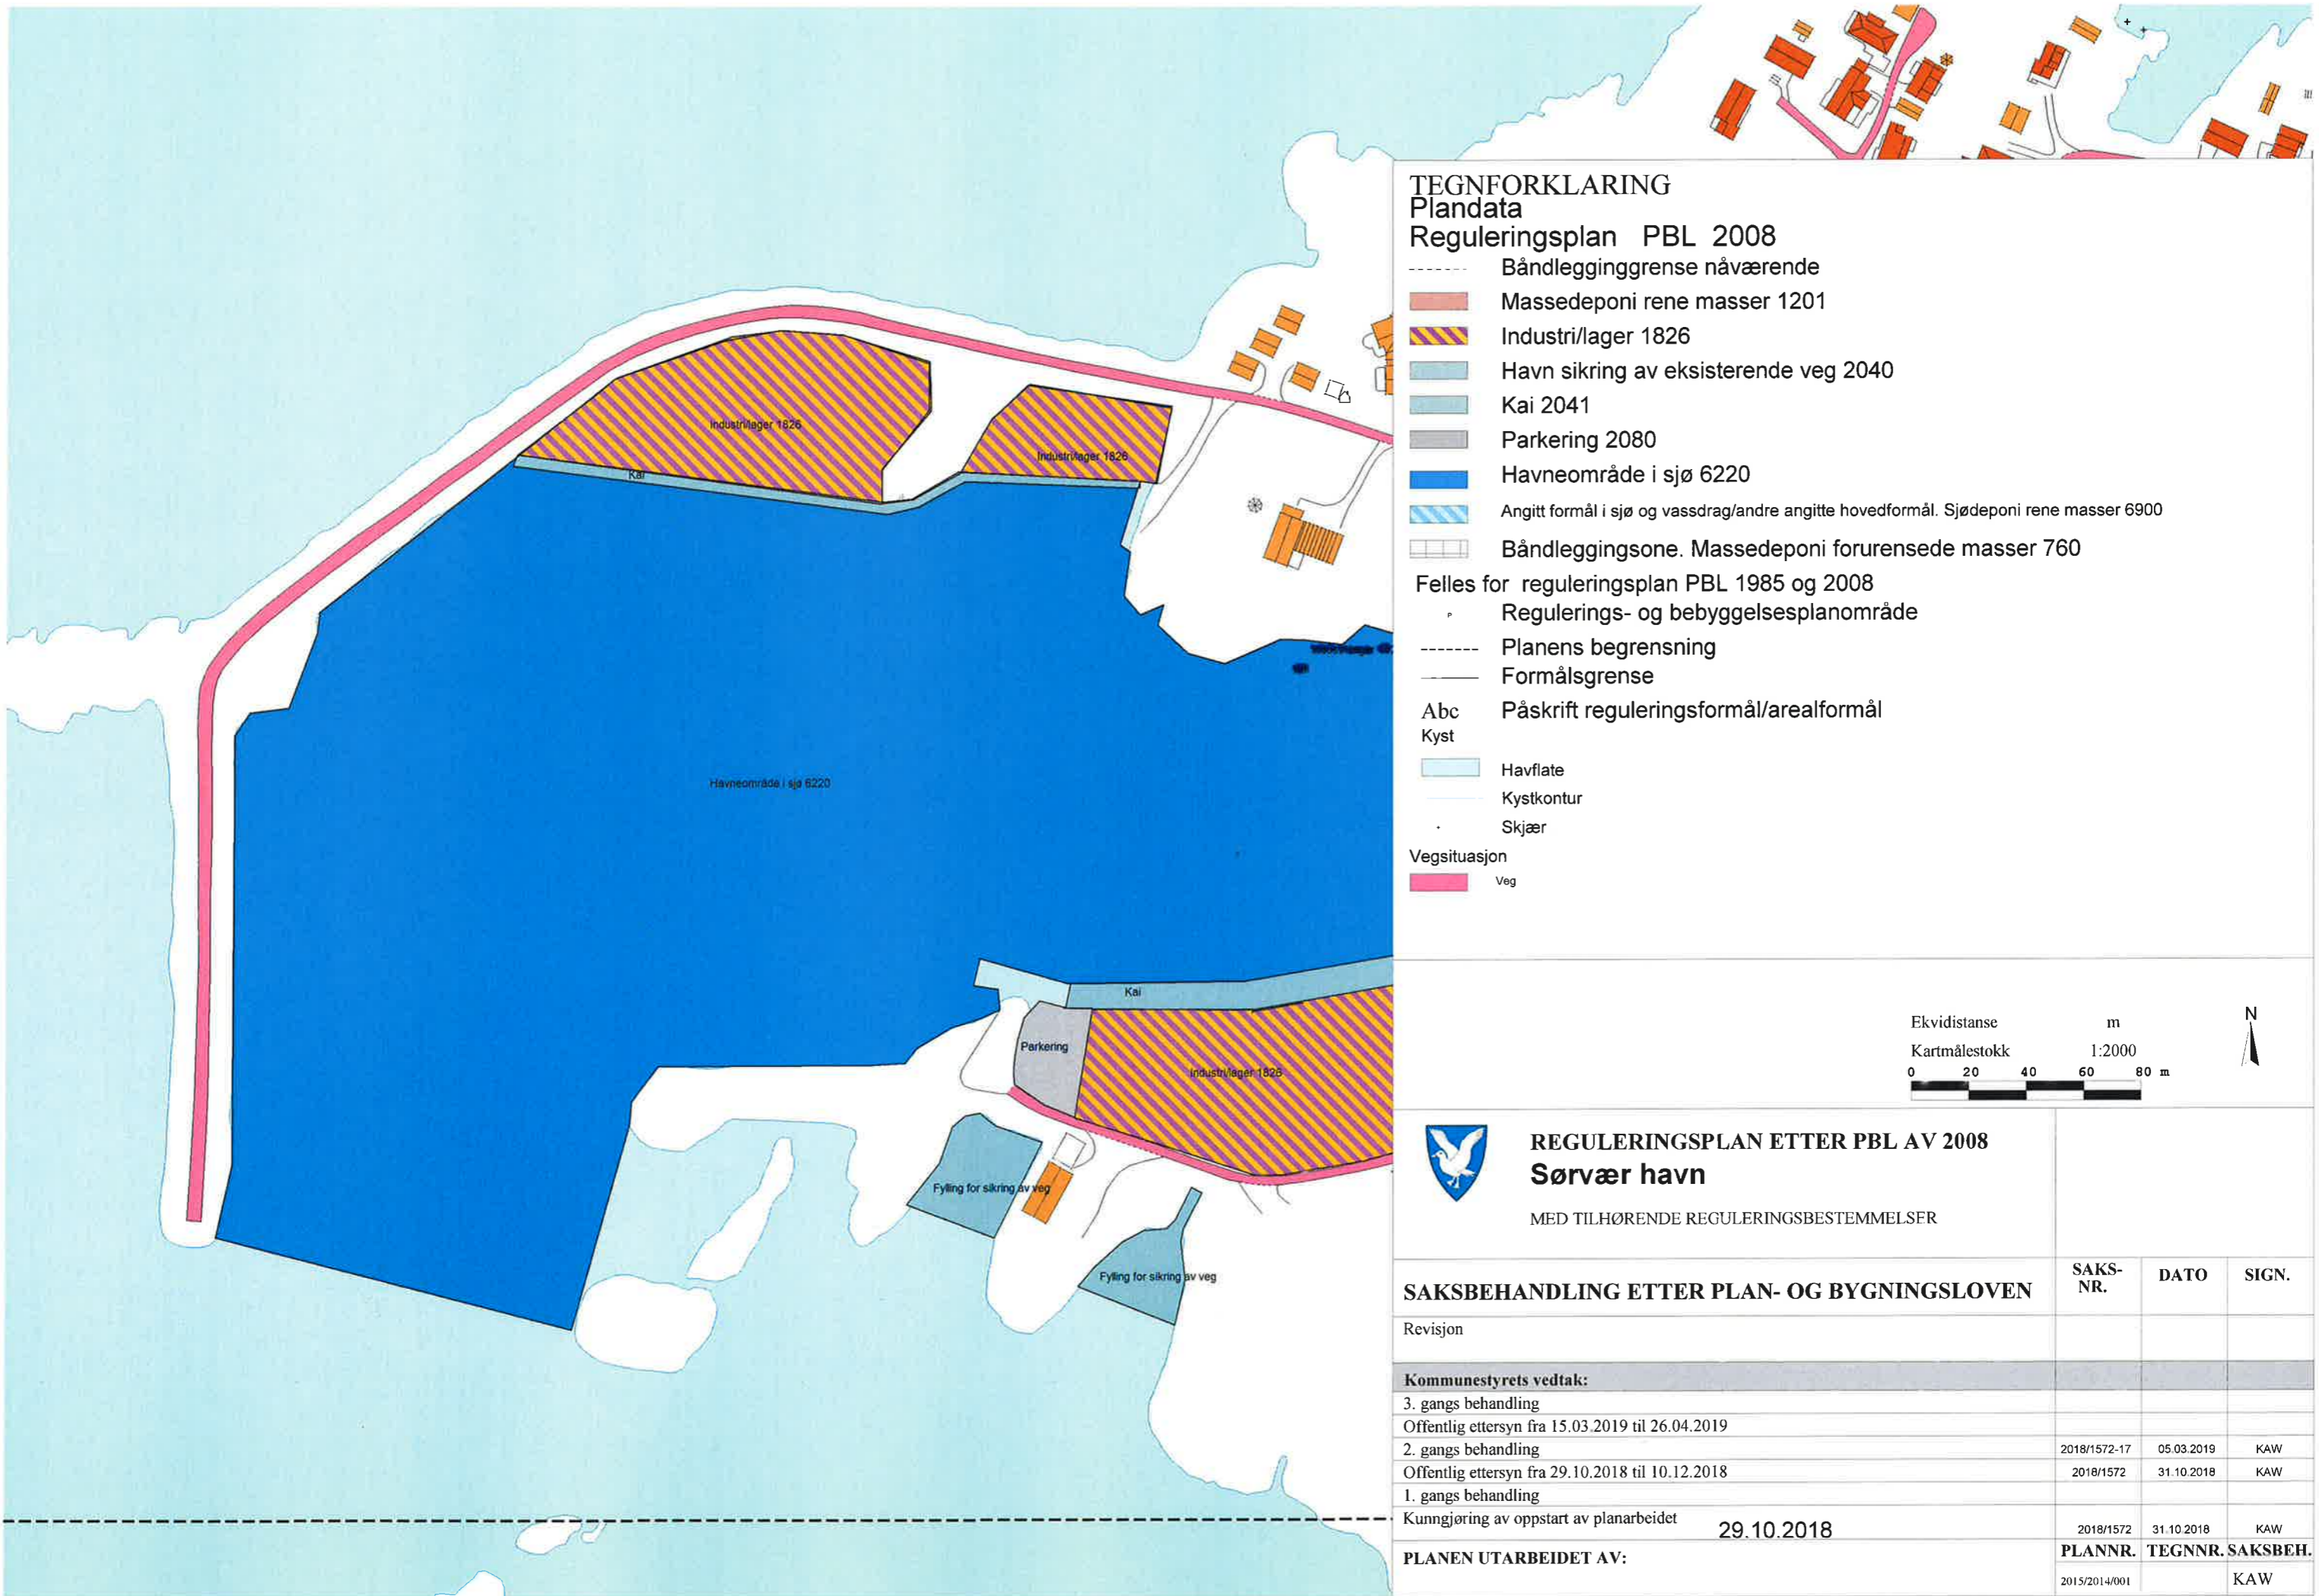 Industri/lager 1826
Industri/lager 1826
Kai
Havneområde i sjø 6220
Kai
Parkering
Industri/lager 1826
Fylling for sikring av veg
Fylling for sikring av veg
TEGNFORKLARING
Plandata
Reguleringsplan PBL 2008
Båndlegginggrense nåværende
Massedeponi rene masser 1201
Industri/lager 1826
Havn sikring av eksisterende veg 2040
Kai 2041
Parkering 2080
Havneområde i sjø 6220
Angitt formål i sjø og vassdrag/andre angitte hovedformål. Sjødeponi rene masser 6900
Båndleggingsone. Massedeponi forurensede masser 760
Felles for reguleringsplan PBL 1985 og 2008
P Regulerings- og bebyggelsesplanområde
Planens begrensning
Formålsgrense
Abc Påskrift reguleringsformål/arealformål
Kyst
Havflate
Kystkontur
Skjær
Vegsituasjon
Veg
Ekvidistanse m
Kartmålestokk 1:2000
0 20 40 60 80 m
N
REGULERINGSPLAN ETTER PBL AV 2008
Sørvær havn
MED TILHØRENDE REGULERINGSBESTEMMELSER
SAKSBEHANDLING ETTER PLAN- OG BYGNINGSLOVEN SAKS-NR. DATO SIGN.
Revisjon
Kommunestyrets vedtak:
3. gangs behandling
Offentlig ettersyn fra 15.03.2019 til 26.04.2019
2. gangs behandling 2018/1572-17 05.03.2019 KAW
Offentlig ettersyn fra 29.10.2018 til 10.12.2018 2018/1572 31.10.2018 KAW
1. gangs behandling
Kunngjøring av oppstart av planarbeidet 29.10.2018 2018/1572 31.10.2018 KAW
PLANEN UTARBEIDET AV: PLANNR. TEGNNR. SAKSBEH.
2015/2014/001 KAW